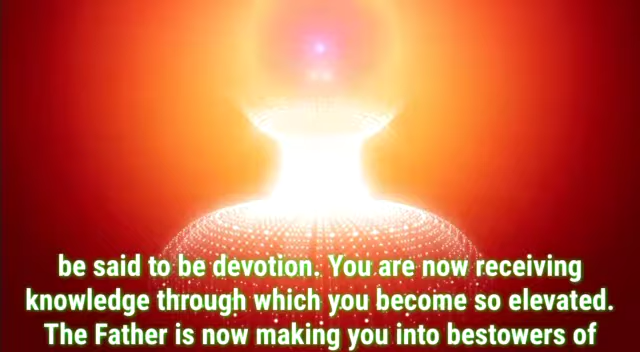 be said to be devotion. You are now receiving
knowledge through which you become so elevated.
The Father is now making you into bestowers of